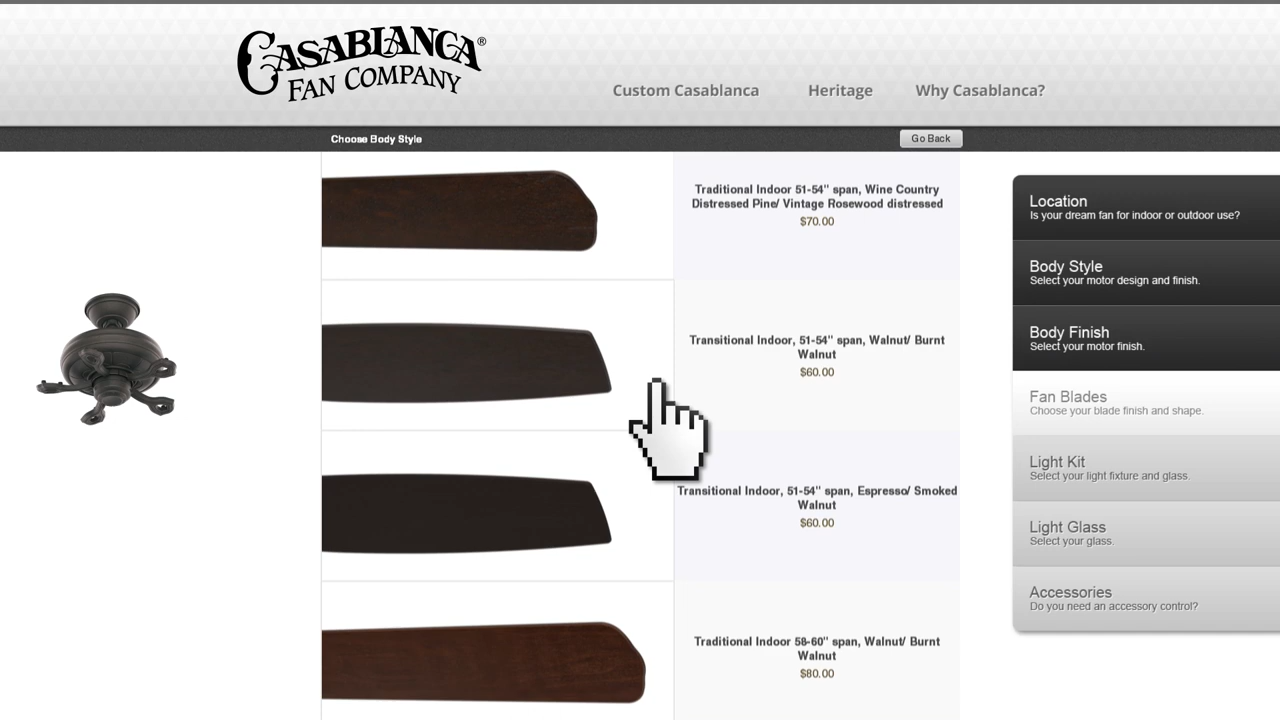 CASABLANCA®
FAN COMPANY
Custom Casablanca
Heritage
Why Casablanca?
Choose Body Style
Go Back
Traditional Indoor 51-54" span, Wine Country
Distressed Pine/ Vintage Rosewood distressed
$70.00
Transitional Indoor, 51-54" span, Walnut/ Burnt
Walnut
$60.00
Transitional Indoor, 51-54" span, Espresso/ Smoked
Walnut
$60.00
Traditional Indoor 58-60" span, Walnut/ Burnt
Walnut
$80.00
Location
Is your dream fan for indoor or outdoor use?
Body Style
Select your motor design and finish.
Body Finish
Select your motor finish.
Fan Blades
Choose your blade finish and shape.
Light Kit
Select your light fixture and glass.
Light Glass
Select your glass.
Accessories
Do you need an accessory control?